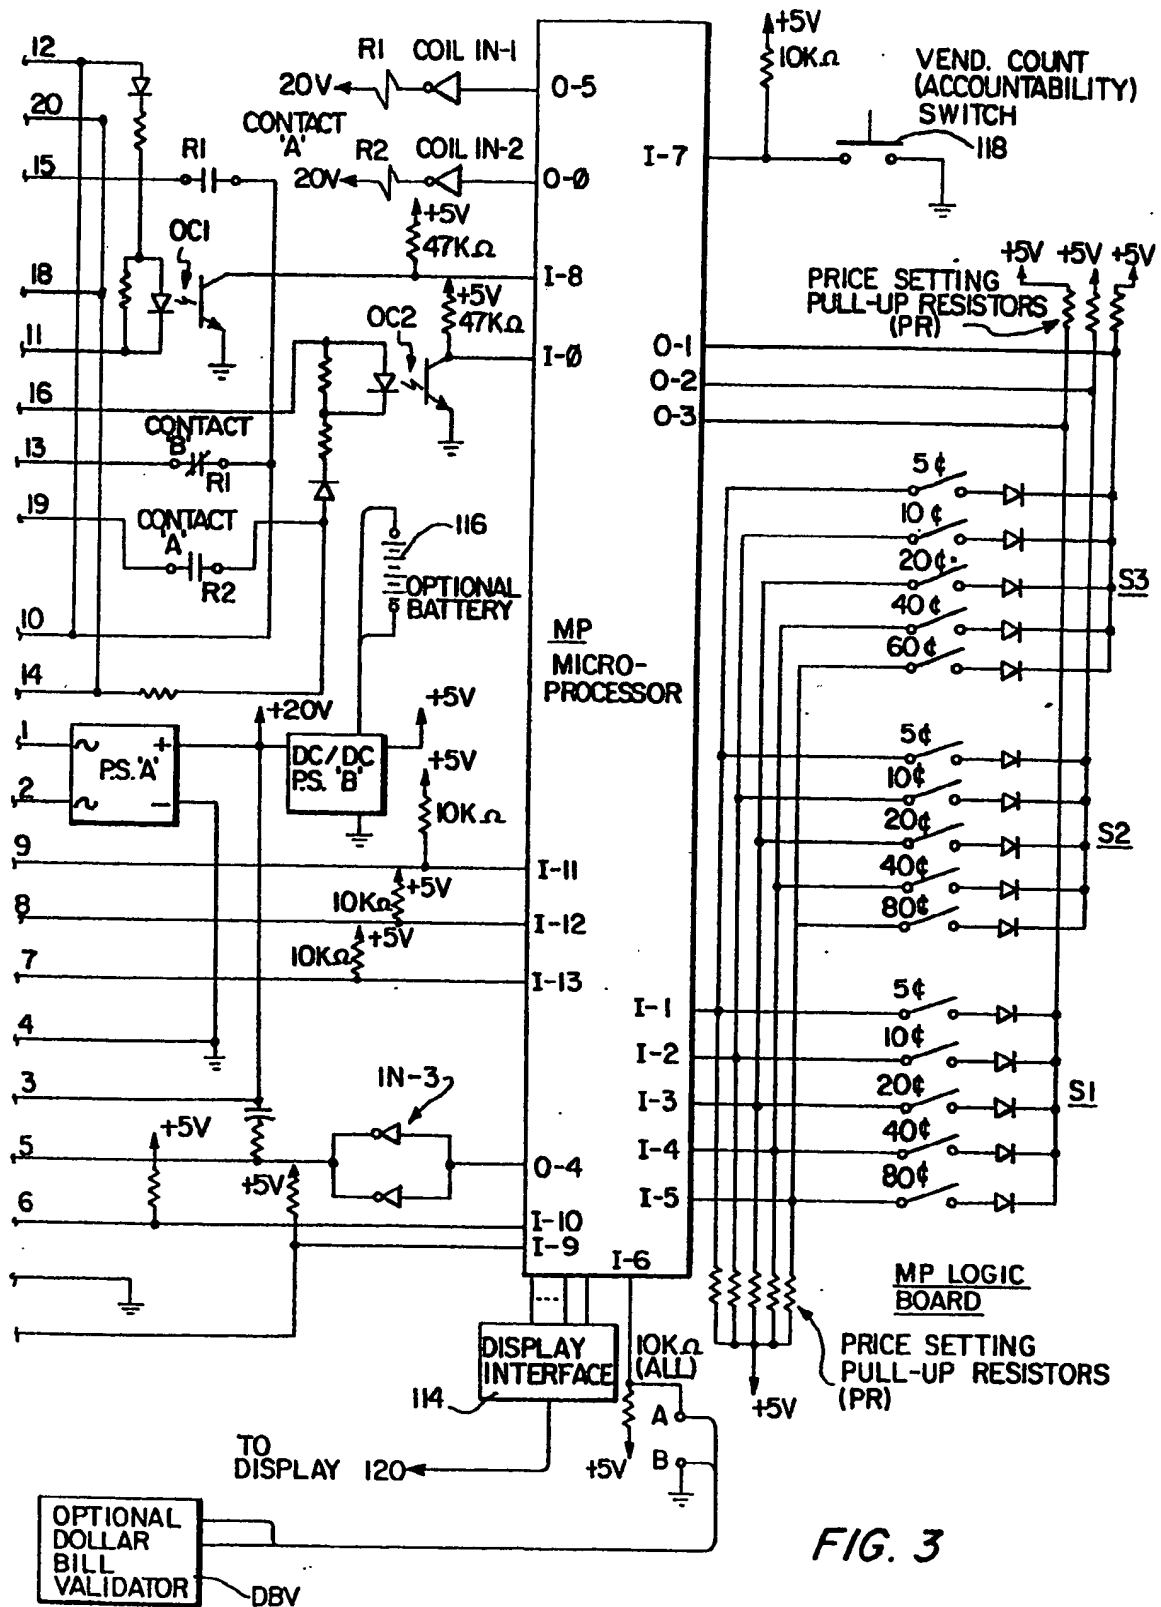 12
20
15
18
11
16
13
19
10
14
1
2
9
8
7
4
3
5
6
R1 COIL IN-1
20V
CONTACT
'A'
R1
R2 COIL IN-2
20V
+5V
47KΩ
OC1
+5V
47KΩ
OC2
CONTACT
'B'
R1
CONTACT
'A'
R2
116
OPTIONAL
BATTERY
+20V
~ +
P.S. 'A'
~ −
DC/DC
P.S. 'B'
+5V
+5V
10KΩ
+5V
10KΩ
+5V
10KΩ
IN-3
+5V
+5V
O-5
O-Ø
I-8
I-Ø
MP
MICRO-
PROCESSOR
I-11
I-12
I-13
O-4
I-10
I-9
I-6
I-7
O-1
O-2
O-3
I-1
I-2
I-3
I-4
I-5
+5V
10KΩ
VEND. COUNT
(ACCOUNTABILITY)
SWITCH
118
+5V +5V +5V
PRICE SETTING
PULL-UP RESISTORS
(PR)
5¢
10¢
20¢
40¢
60¢
S3
5¢
10¢
20¢
40¢
80¢
S2
5¢
10¢
20¢
40¢
80¢
S1
MP LOGIC
BOARD
PRICE SETTING
PULL-UP RESISTORS
(PR)
+5V
DISPLAY
INTERFACE
114
10KΩ
(ALL)
A
B
+5V
TO
DISPLAY 120
OPTIONAL
DOLLAR
BILL
VALIDATOR
DBV
FIG. 3